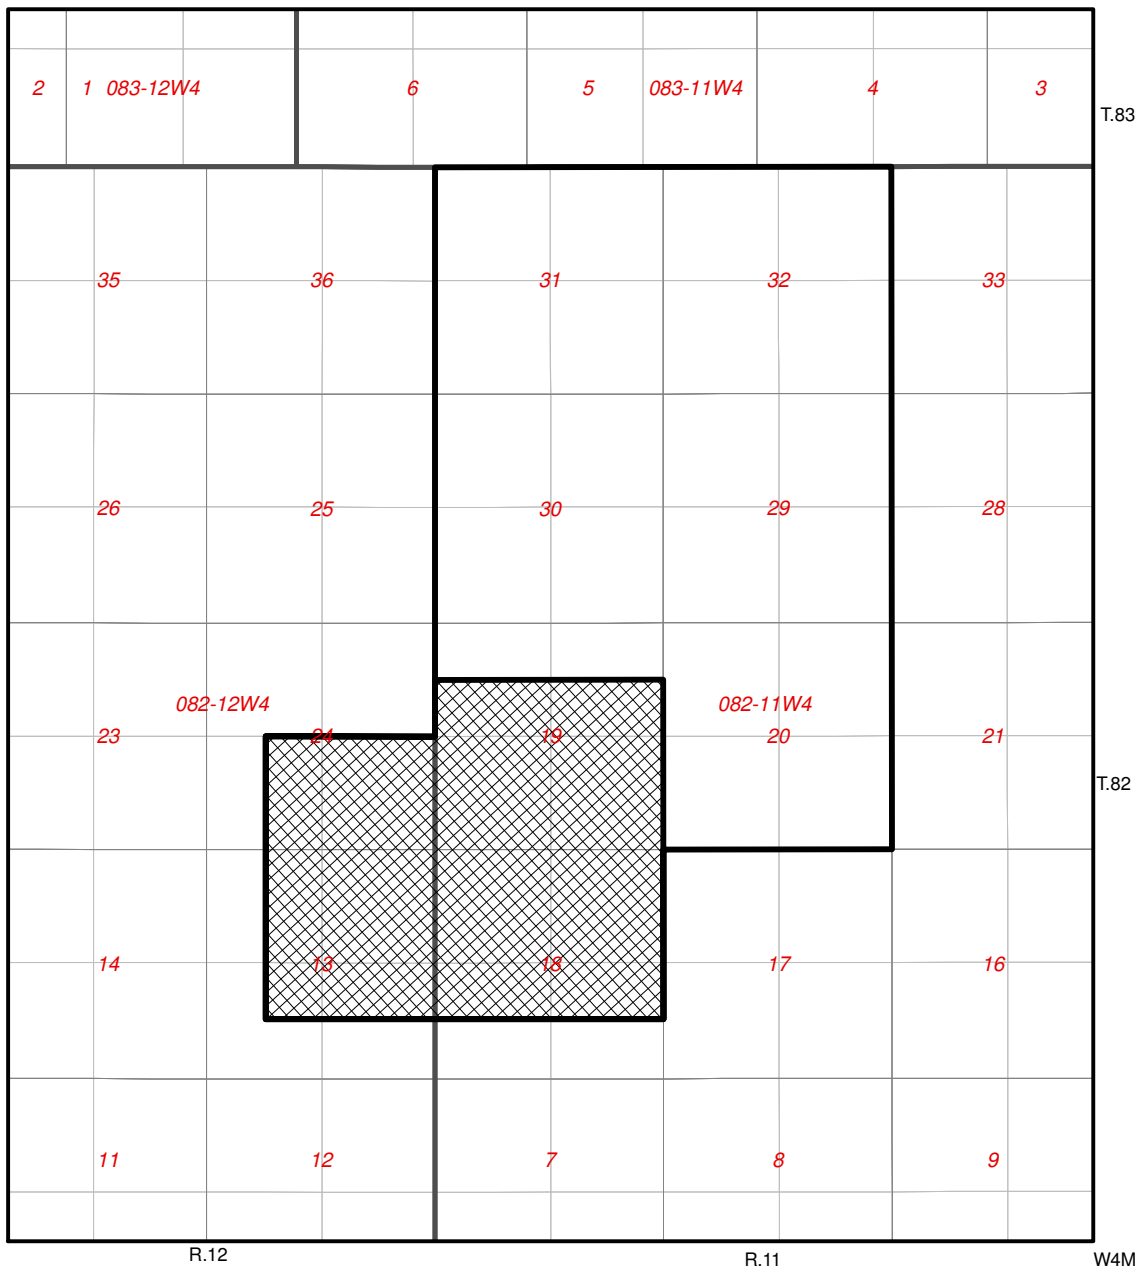 2 1 083-12W4 6 5 083-11W4 4 3
T.83
35 36 31 32 33
26 25 30 29 28
082-12W4 082-11W4
23 24 19 20 21
T.82
14 13 18 17 16
11 12 7 8 9
R.12 R.11 W4M